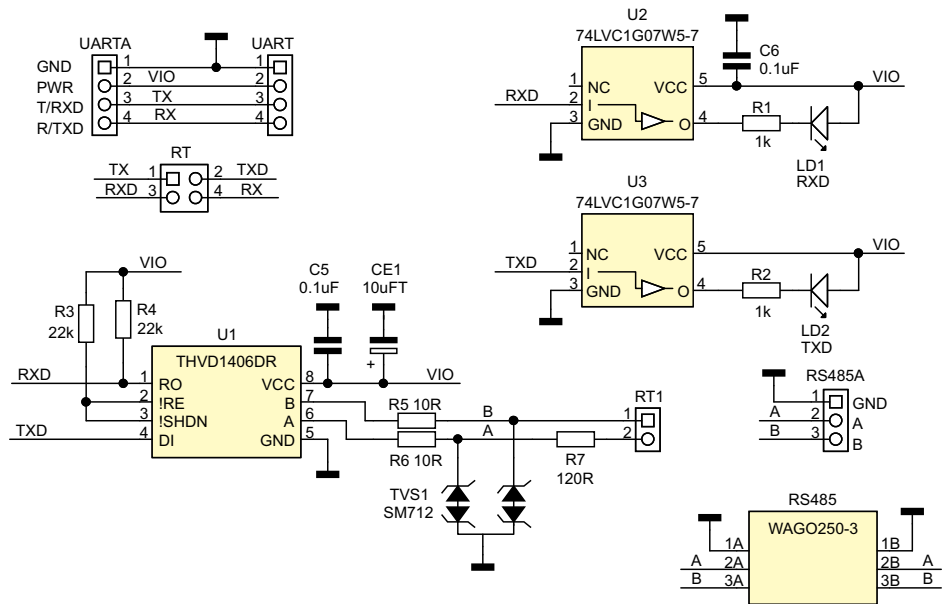 UARTA
UART
GND 1 1
PWR 2 VIO 2
T/RXD 3 TX 3
R/TXD 4 RX 4
RT
TX 1 2 TXD
RXD 3 4 RX
U2
74LVC1G07W5-7
C6
0.1uF
1 NC VCC 5 VIO
RXD 2 I
3 GND O 4
R1
1k
LD1
RXD
U3
74LVC1G07W5-7
1 NC VCC 5 VIO
TXD 2 I
3 GND O 4
R2
1k
LD2
TXD
VIO
R3
22k
R4
22k
C5
0.1uF
CE1
10uFT
+
U1
THVD1406DR
RXD 1 RO VCC 8 VIO
2 !RE B 7
3 !SHDN A 6
TXD 4 DI GND 5
R5 10R B
R6 10R A
R7
120R
RT1
1
2
TVS1
SM712
RS485A
1 GND
A 2 A
B 3 B
RS485
WAGO250-3
1A 1B
A 2A 2B A
B 3A 3B B